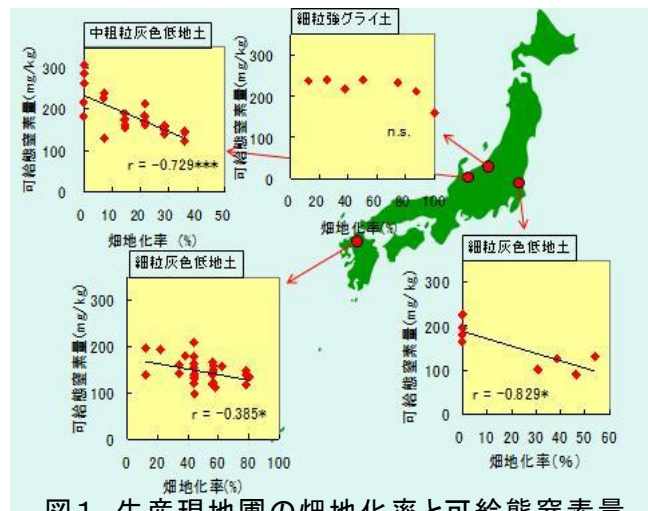 中粗粒灰色低地土
可給態窒素量(mg/kg)
300
200
100
0
r = -0.729***
0 10 20 30 40 50
畑地化率 (%)
細粒強グライ土
可給態窒素量(mg/kg)
300
200
100
0
n.s.
0 20 40 60 80 100
畑地化率(%)
細粒灰色低地土
可給態窒素量(mg/kg)
300
200
100
0
r = -0.385*
0 20 40 60 80 100
畑地化率(%)
細粒灰色低地土
可給態窒素量(mg/kg)
300
200
100
0
r = -0.829*
0 10 20 30 40 50 60
畑地化率(%)
図1 生産現地圃の畑地化率と可給態窒素量